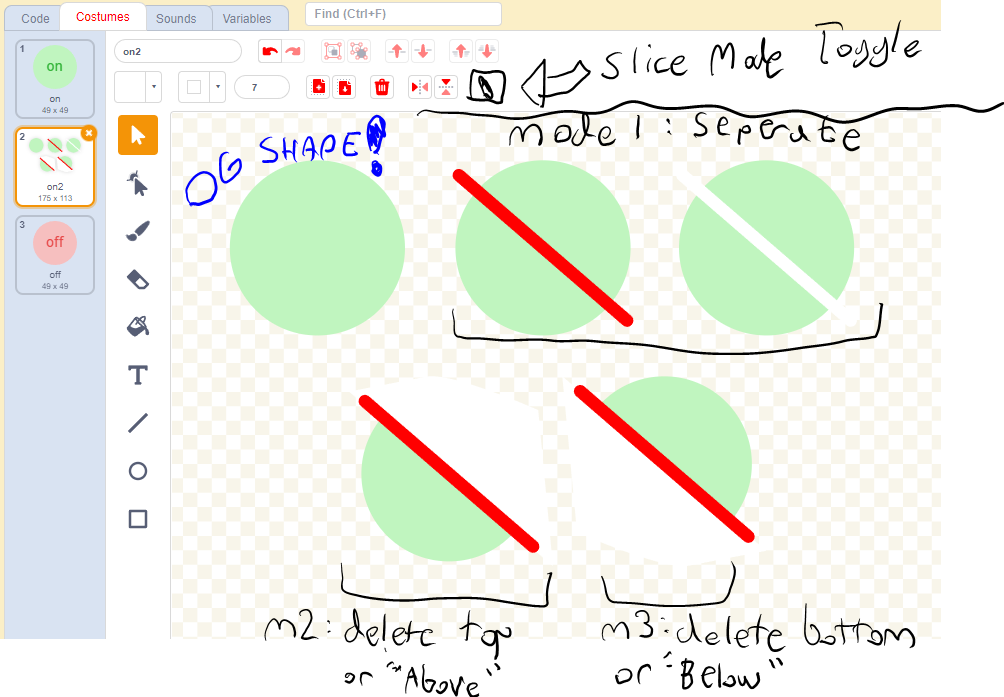 Code Costumes Sounds Variables Find (Ctrl+F)
on2
7
Slice Mode Toggle
1
on
on
49 x 49
2
on2
175 x 113
3
off
off
49 x 49
T
mode 1: seperate
OG SHAPE!
m2: delete top
or "Above"
m3: delete bottom
or "Below"